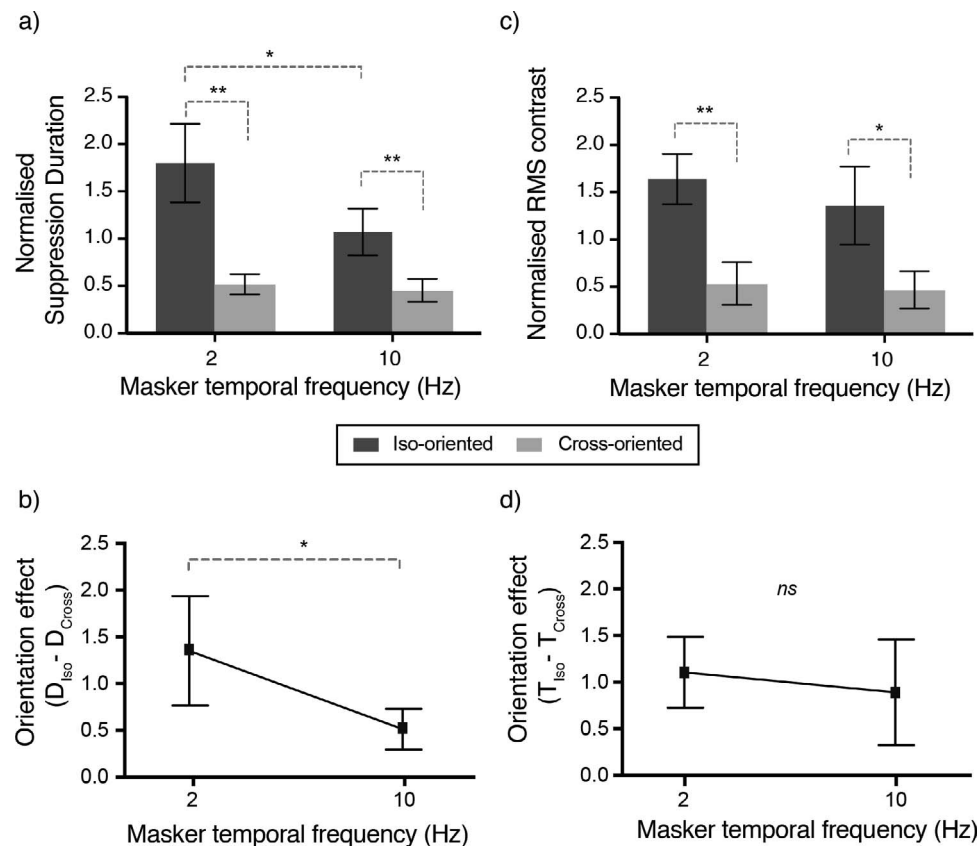 a)
Normalised
Suppression Duration
2.5
2.0
1.5
1.0
0.5
0.0
*
**
**
2
10
Masker temporal frequency (Hz)
c)
Normalised RMS contrast
2.5
2.0
1.5
1.0
0.5
0.0
**
*
2
10
Masker temporal frequency (Hz)
Iso-oriented
Cross-oriented
b)
Orientation effect
(D_Iso - D_Cross)
2.5
2.0
1.5
1.0
0.5
0.0
*
2
10
Masker temporal frequency (Hz)
d)
Orientation effect
(T_Iso - T_Cross)
2.5
2.0
1.5
1.0
0.5
0.0
ns
2
10
Masker temporal frequency (Hz)